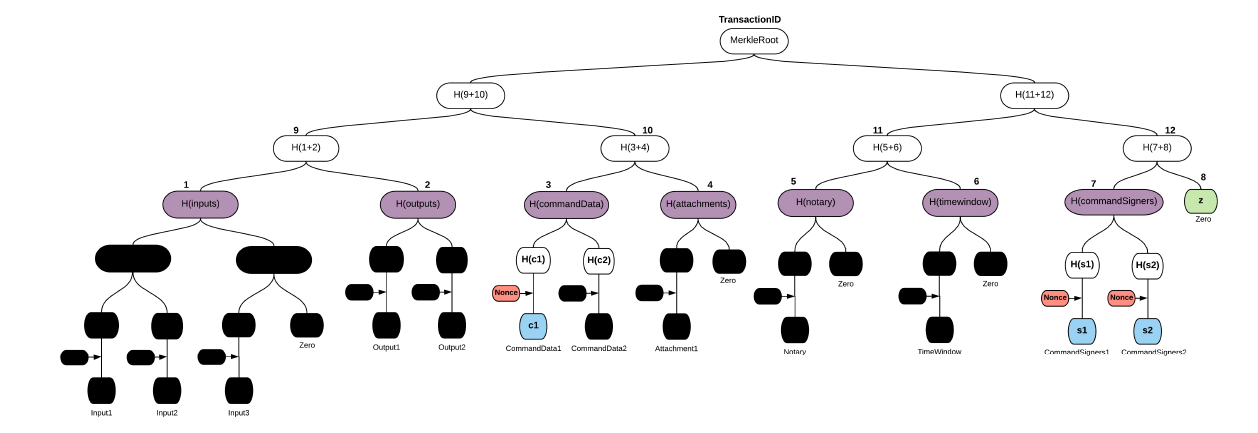 TransactionID
MerkleRoot
H(9+10)
H(11+12)
9
10
11
12
H(1+2)
H(3+4)
H(5+6)
H(7+8)
1
2
3
4
5
6
7
8
H(inputs)
H(outputs)
H(commandData)
H(attachments)
H(notary)
H(timewindow)
H(commandSigners)
z
Zero
H(c1)
H(c2)
H(s1)
H(s2)
Zero
Zero
Zero
Nonce
Nonce
Nonce
c1
s1
s2
Zero
Output1
Output2
CommandData1
CommandData2
Attachment1
Notary
TimeWindow
CommandSigners1
CommandSigners2
Input1
Input2
Input3